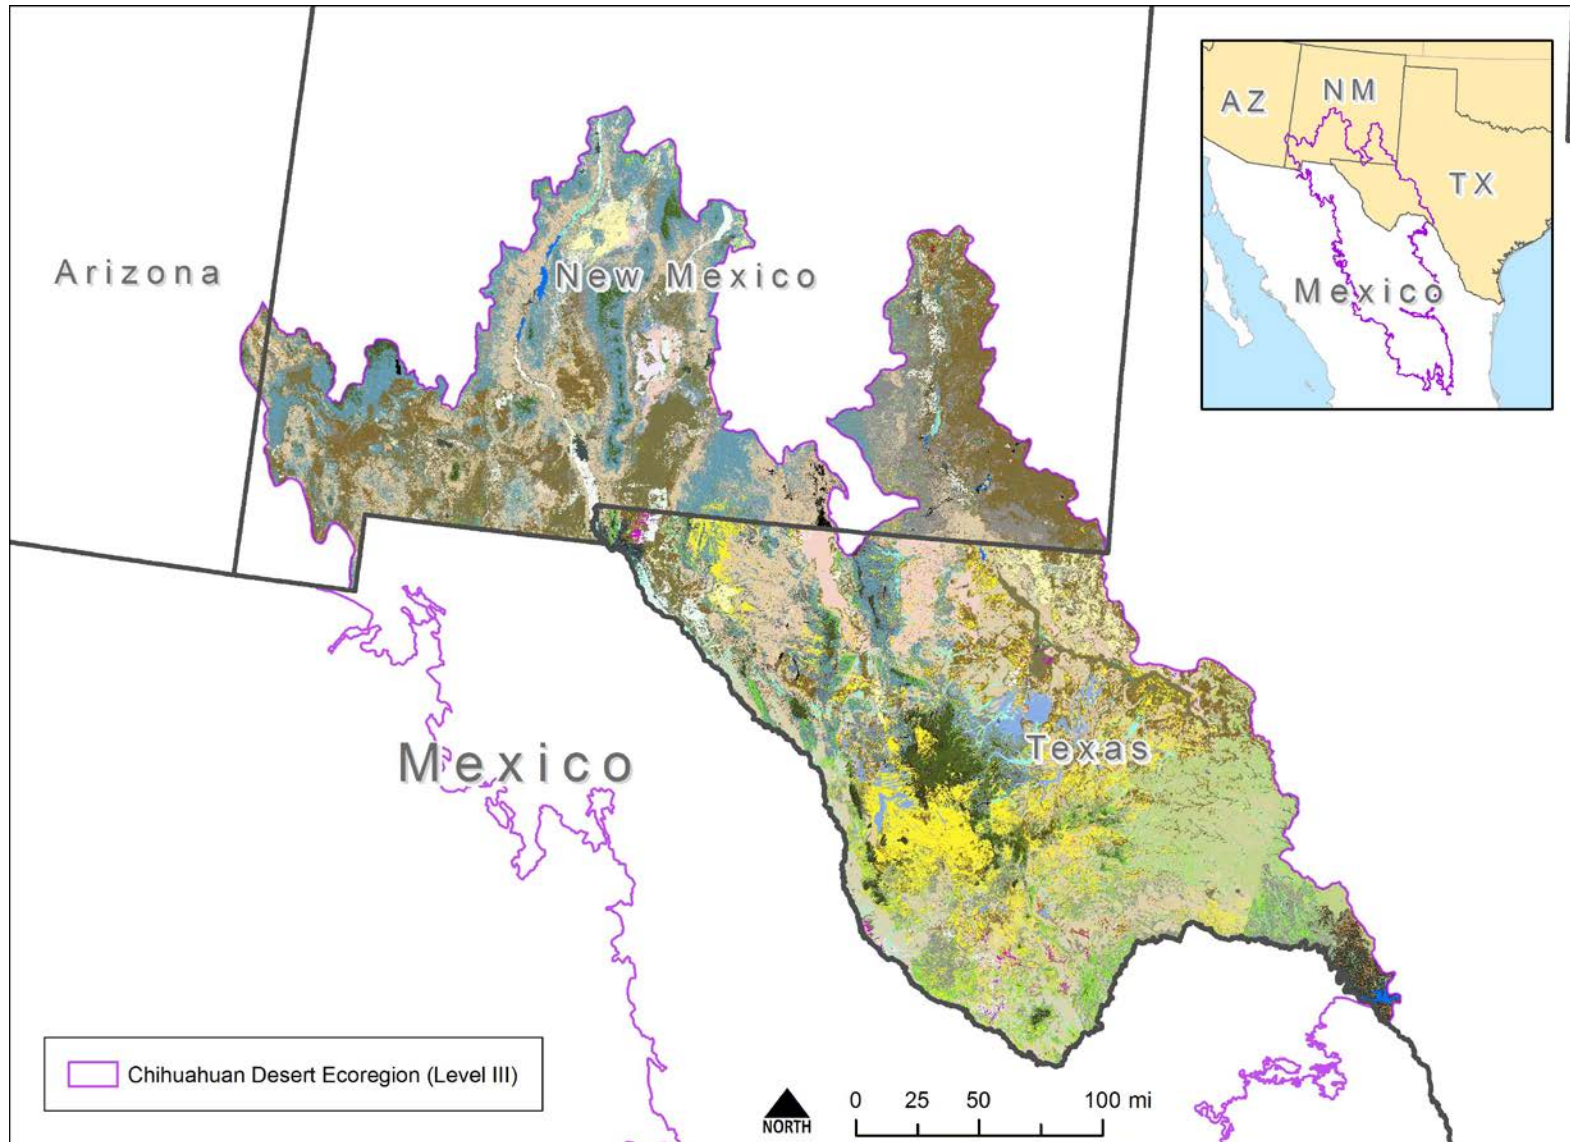 AZ
NM
TX
Mexico
Arizona
New Mexico
Mexico
Texas
Chihuahuan Desert Ecoregion (Level III)
NORTH
0 25 50 100 mi